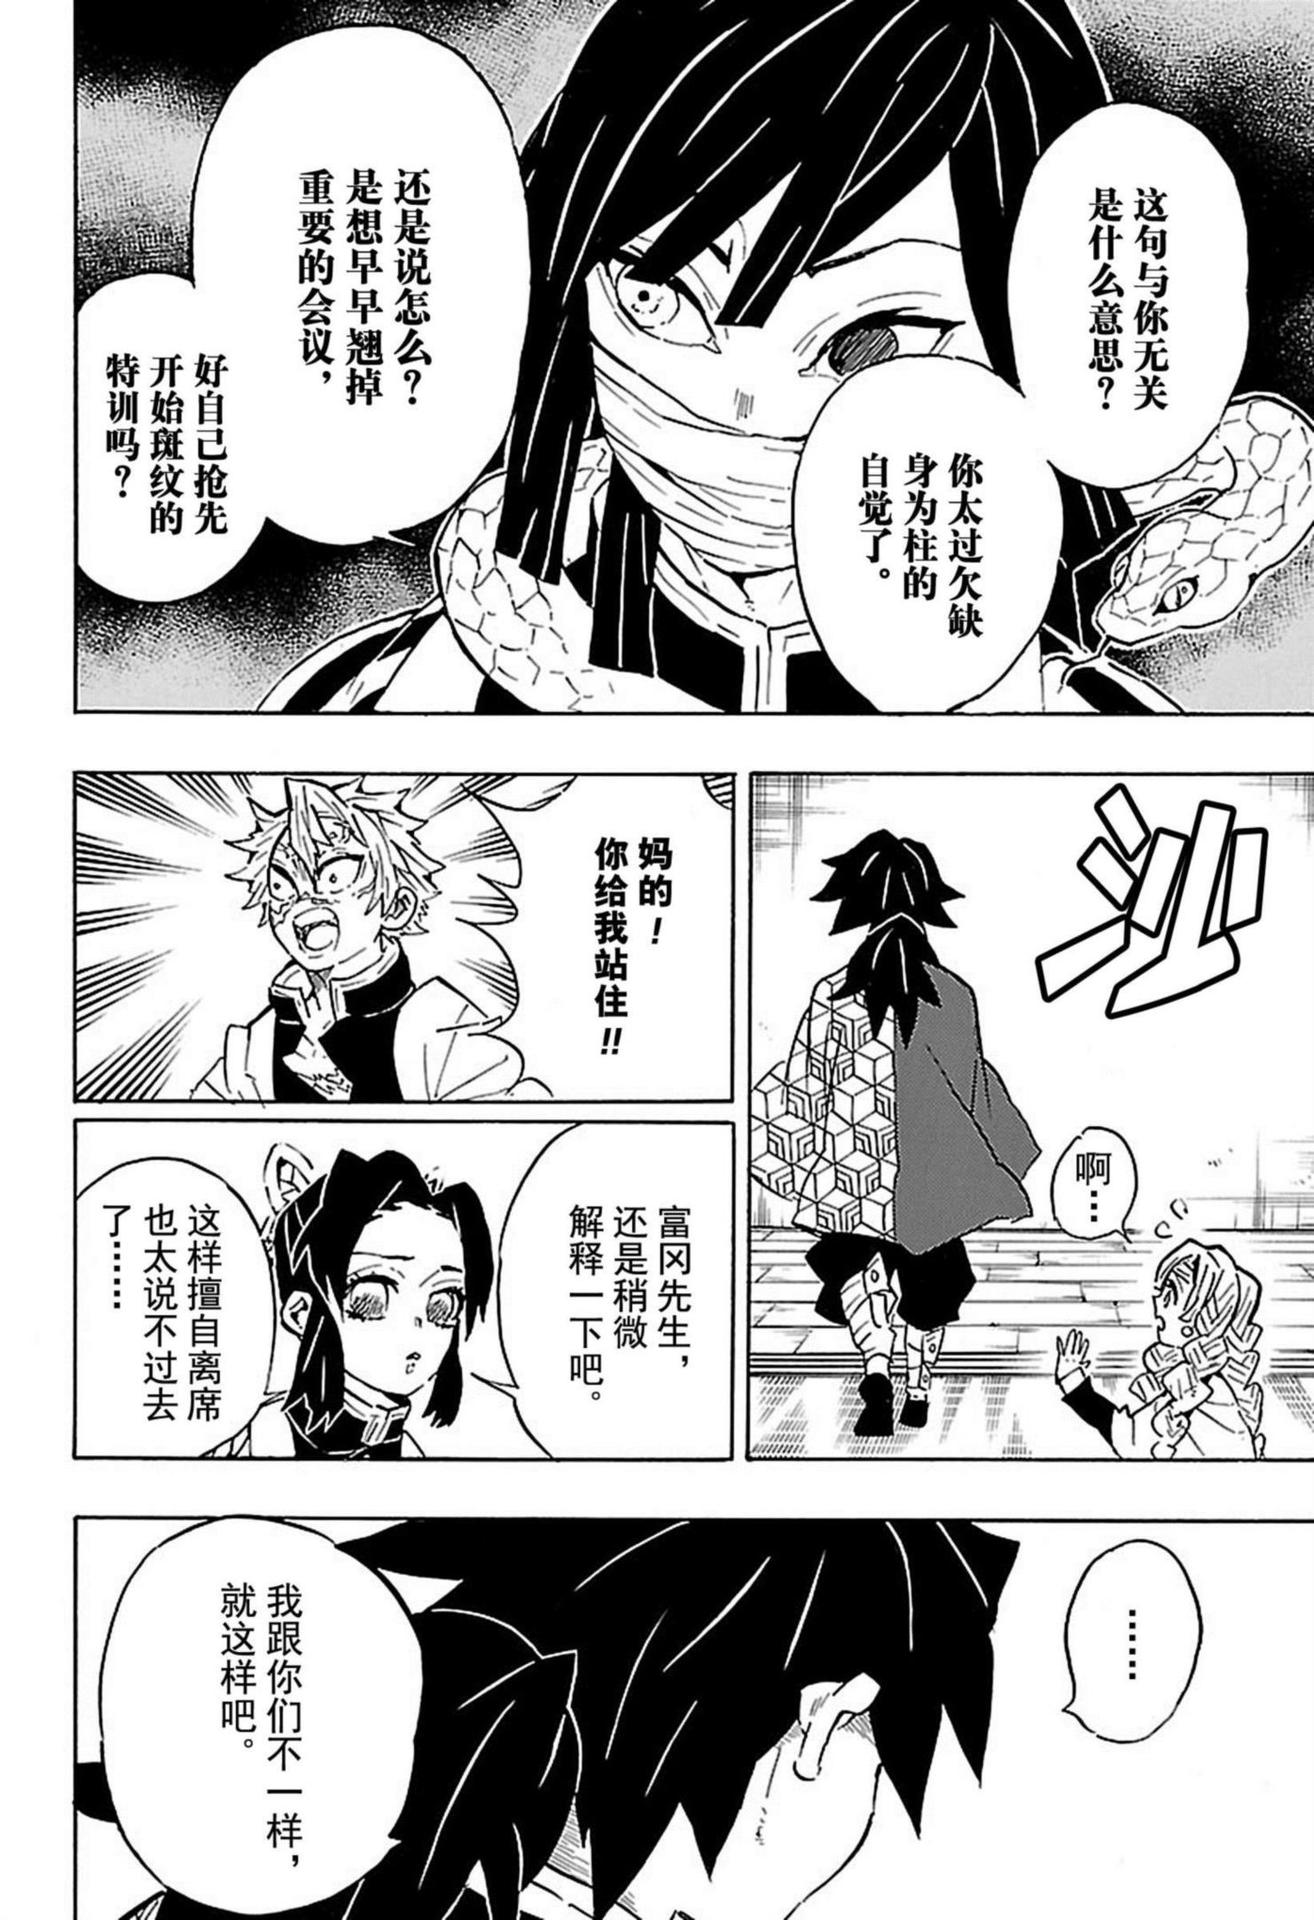 这句与你无关
是什么意思？
你太过欠缺
身为柱的
自觉了。
还是说怎么？
是想早早翘掉
重要的会议，
好自己抢先
开始斑纹的
特训吗？
沙
啊……
妈的！
你给我站住!!
富冈先生，
还是稍微
解释一下吧。
这样擅自离席
也太说不过去
了……
……
我跟你们不一样，
就这样吧。